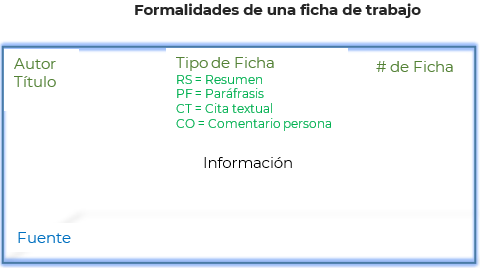 Formalidades de una ficha de trabajo
Autor
Título
Tipo de Ficha
RS = Resumen
PF = Paráfrasis
CT = Cita textual
CO = Comentario persona
# de Ficha
Información
Fuente